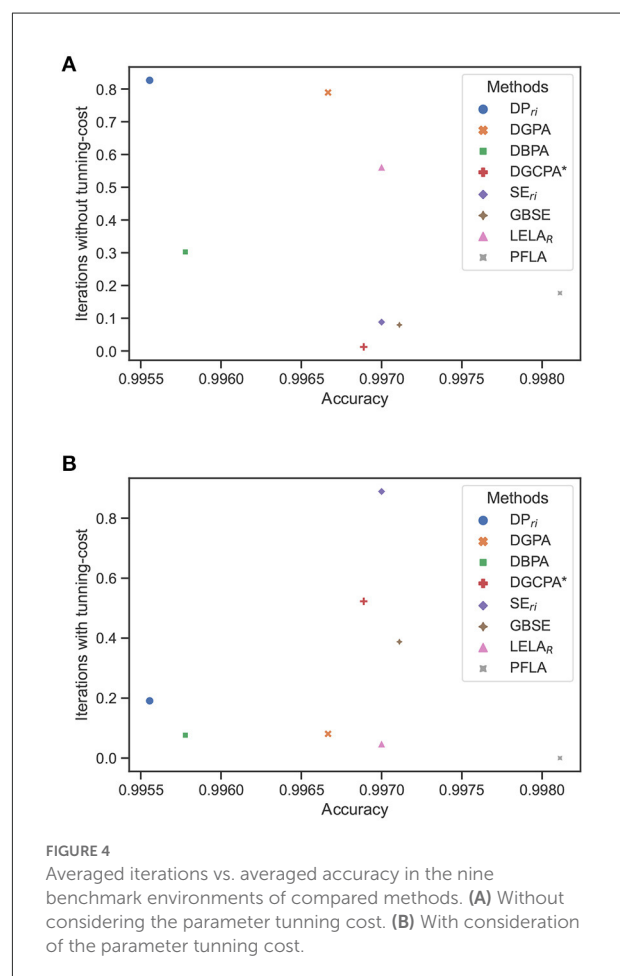 A
Iterations without tunning-cost
0.8
0.7
0.6
0.5
0.4
0.3
0.2
0.1
0.0
Methods
DPri
DGPA
DBPA
DGCPA*
SEri
GBSE
LELAR
PFLA
0.9955 0.9960 0.9965 0.9970 0.9975 0.9980
Accuracy
B
Iterations with tunning-cost
0.8
0.6
0.4
0.2
0.0
Methods
DPri
DGPA
DBPA
DGCPA*
SEri
GBSE
LELAR
PFLA
0.9955 0.9960 0.9965 0.9970 0.9975 0.9980
Accuracy
FIGURE 4
Averaged iterations vs. averaged accuracy in the nine
benchmark environments of compared methods. (A) Without
considering the parameter tunning cost. (B) With consideration
of the parameter tunning cost.